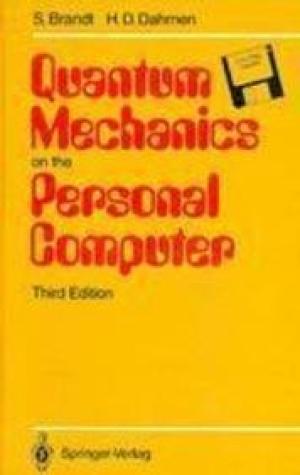 S. Brandt H. D. Dahmen
Quantum
Mechanics
on the
Personal
Computer
Third Edition
Springer-Verlag